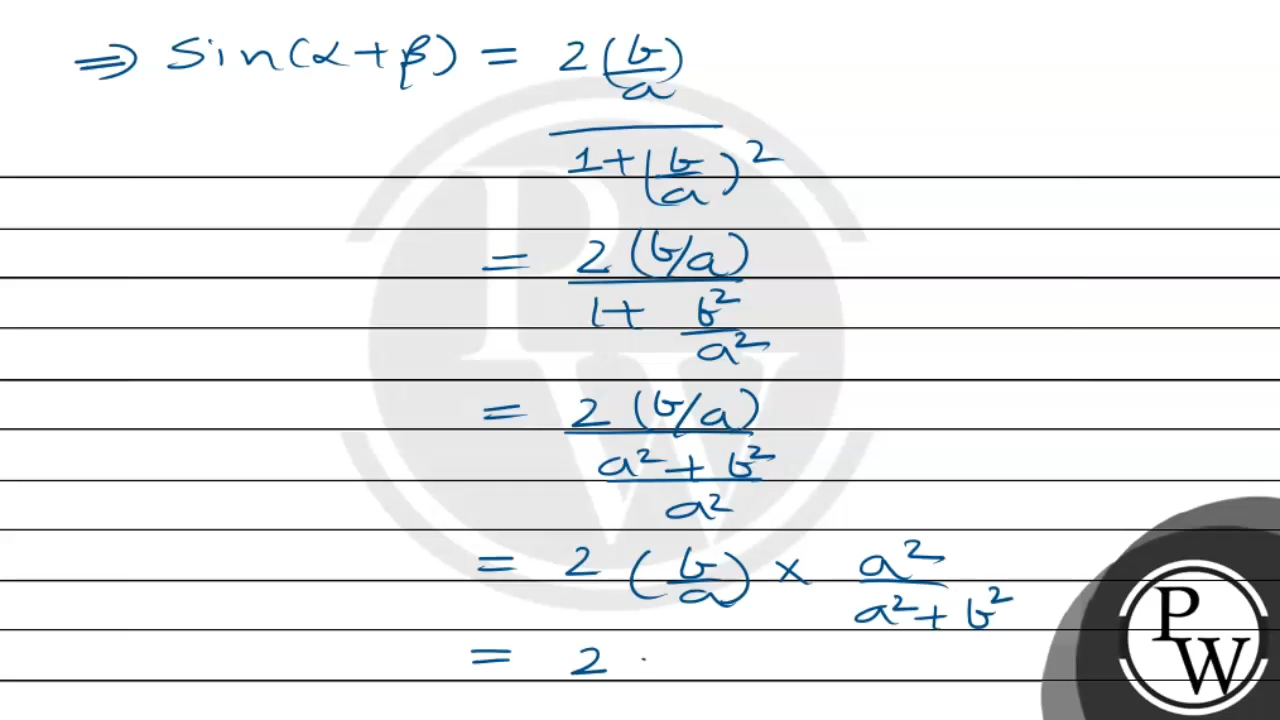 ⇒ Sin(α+β) = 2(b/a)
1+(b/a)²
= 2(b/a)
1+ b²
a²
= 2(b/a)
a² + b²
a²
= 2 (b/a) × a²
a²+b²
= 2 .
P
W
P
W